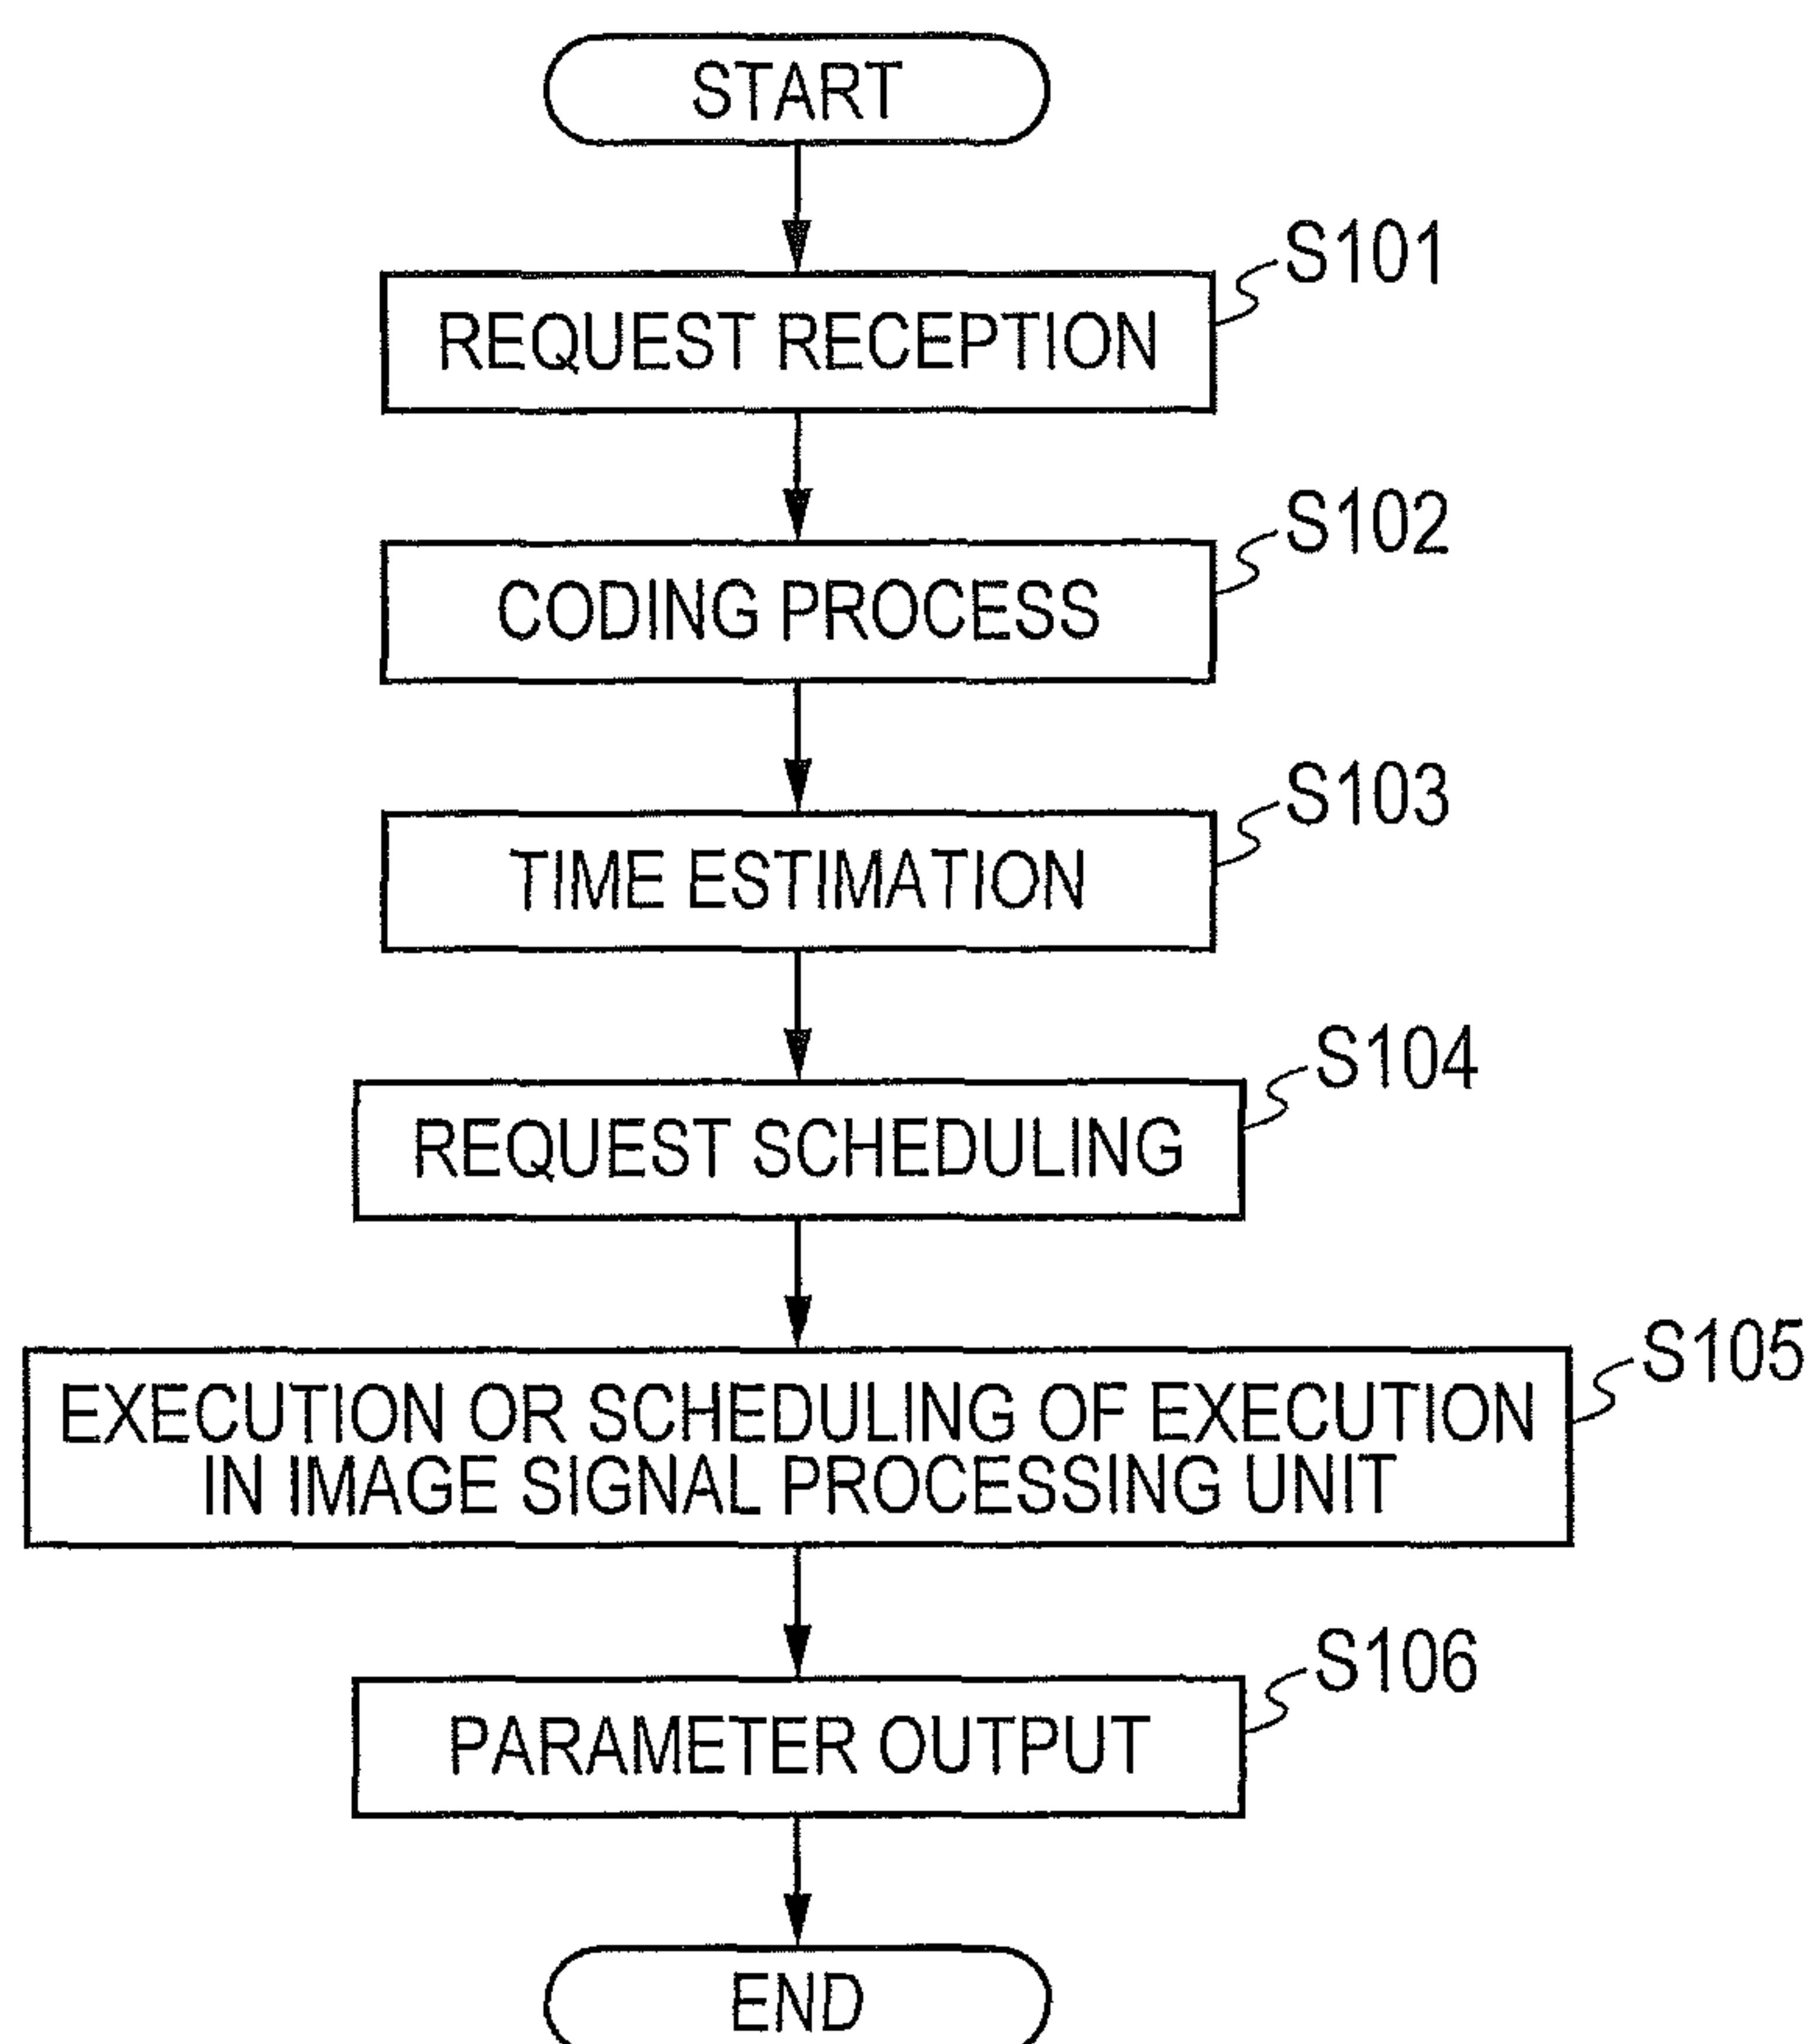 START
S101
REQUEST RECEPTION
S102
CODING PROCESS
S103
TIME ESTIMATION
S104
REQUEST SCHEDULING
S105
EXECUTION OR SCHEDULING OF EXECUTION
IN IMAGE SIGNAL PROCESSING UNIT
S106
PARAMETER OUTPUT
END